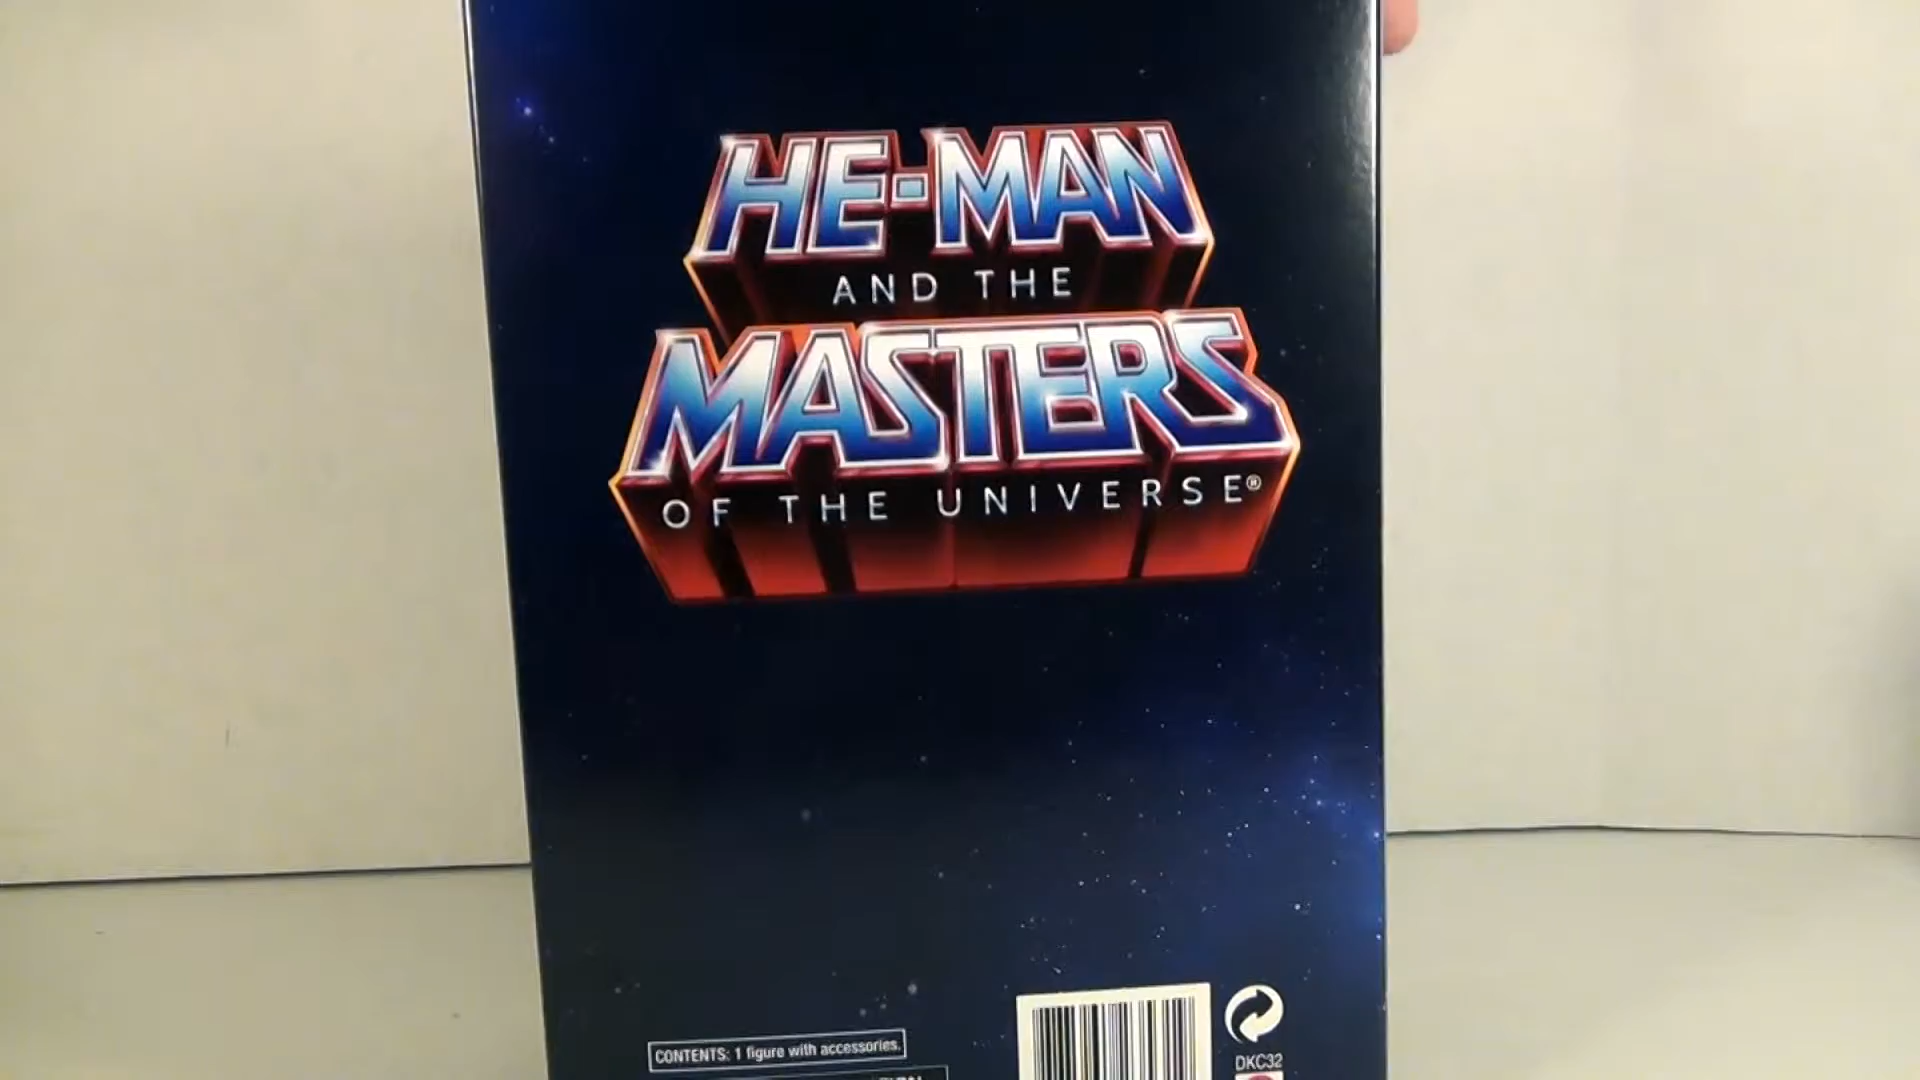 HE-MAN
AND THE
MASTERS
OF THE UNIVERSE®
CONTENTS: 1 figure with accessories.
DKC32